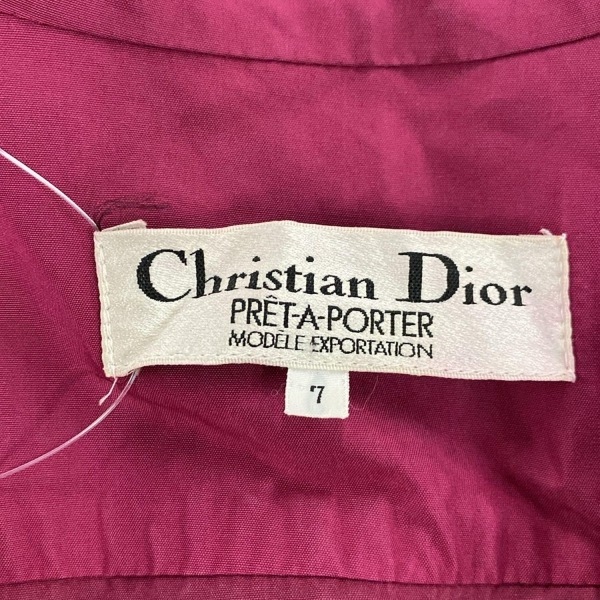 Christian Dior
PRÊT-A-PORTER
MODÈLE EXPORTATION
7